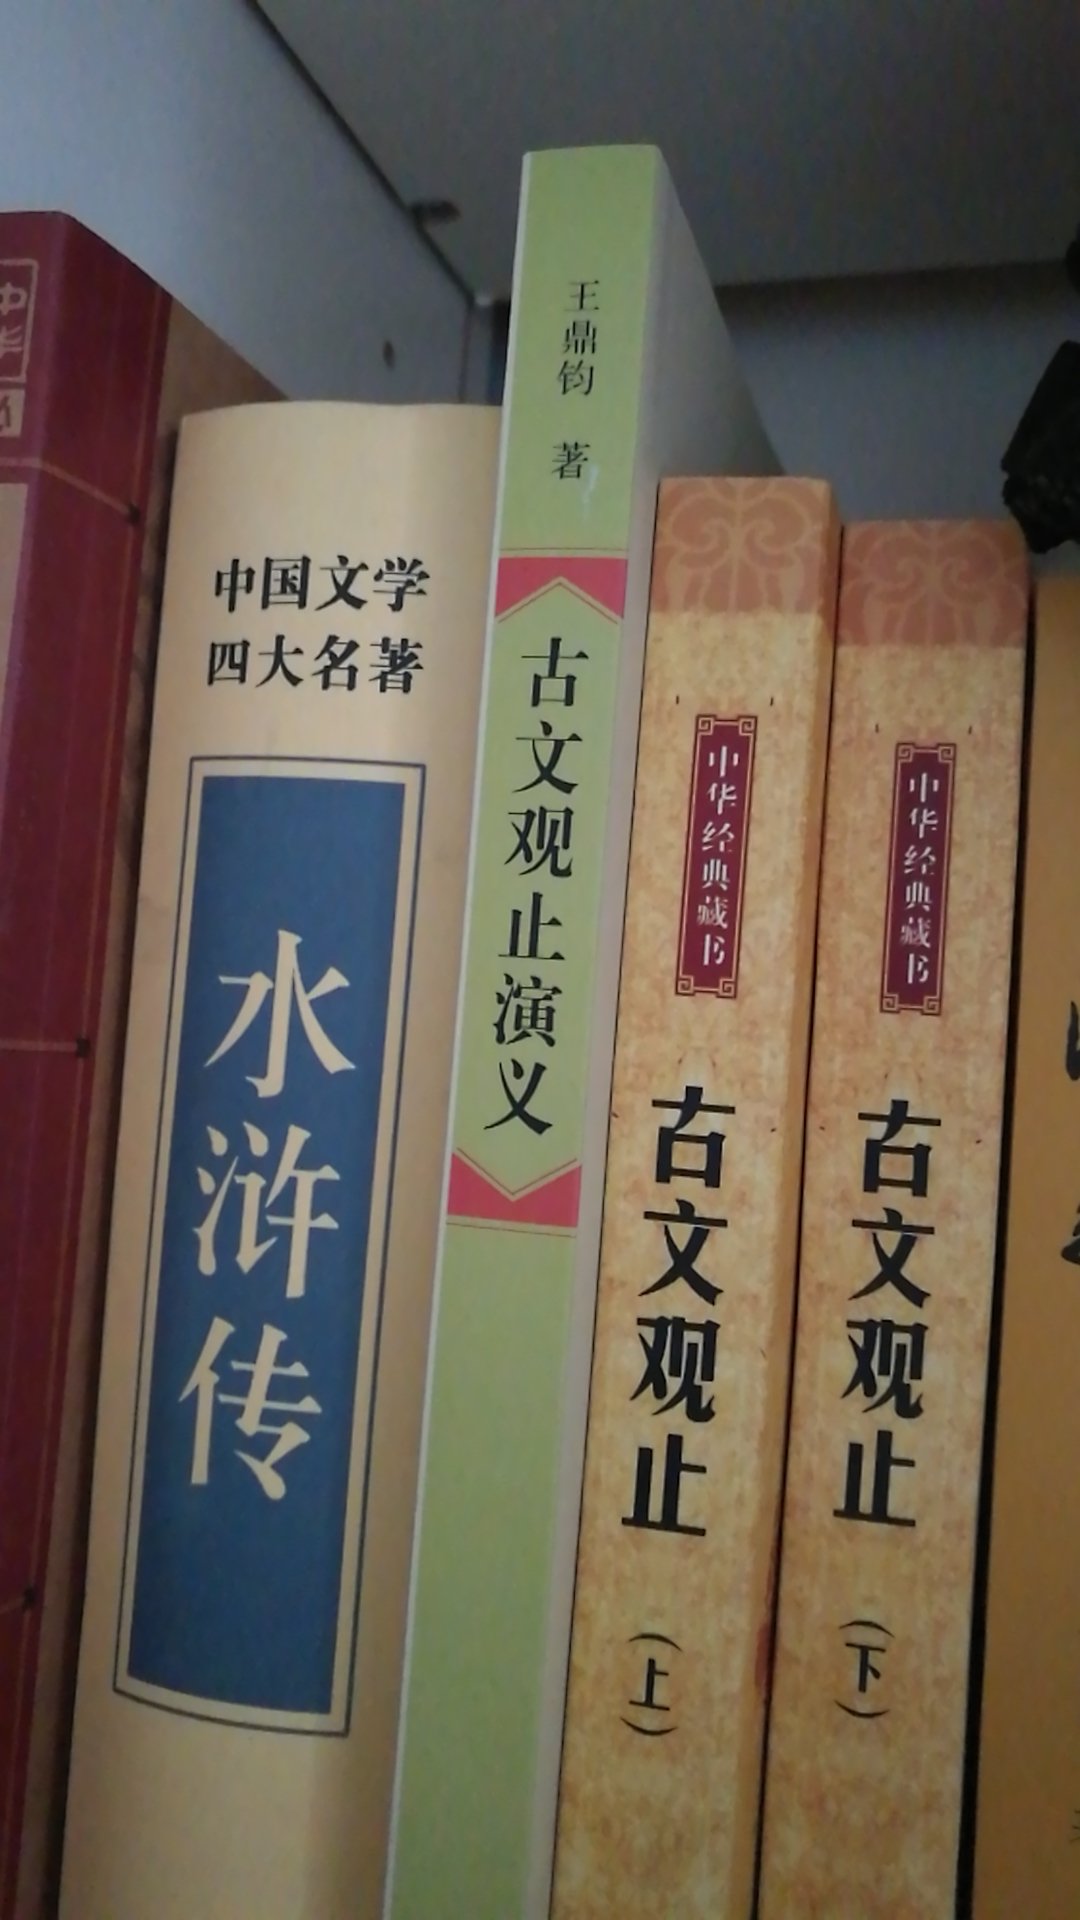 中华
中国文学
四大名著
水浒传
王鼎钧 著
古文观止演义
中华经典藏书
古文观止
（上）
中华经典藏书
古文观止
（下）